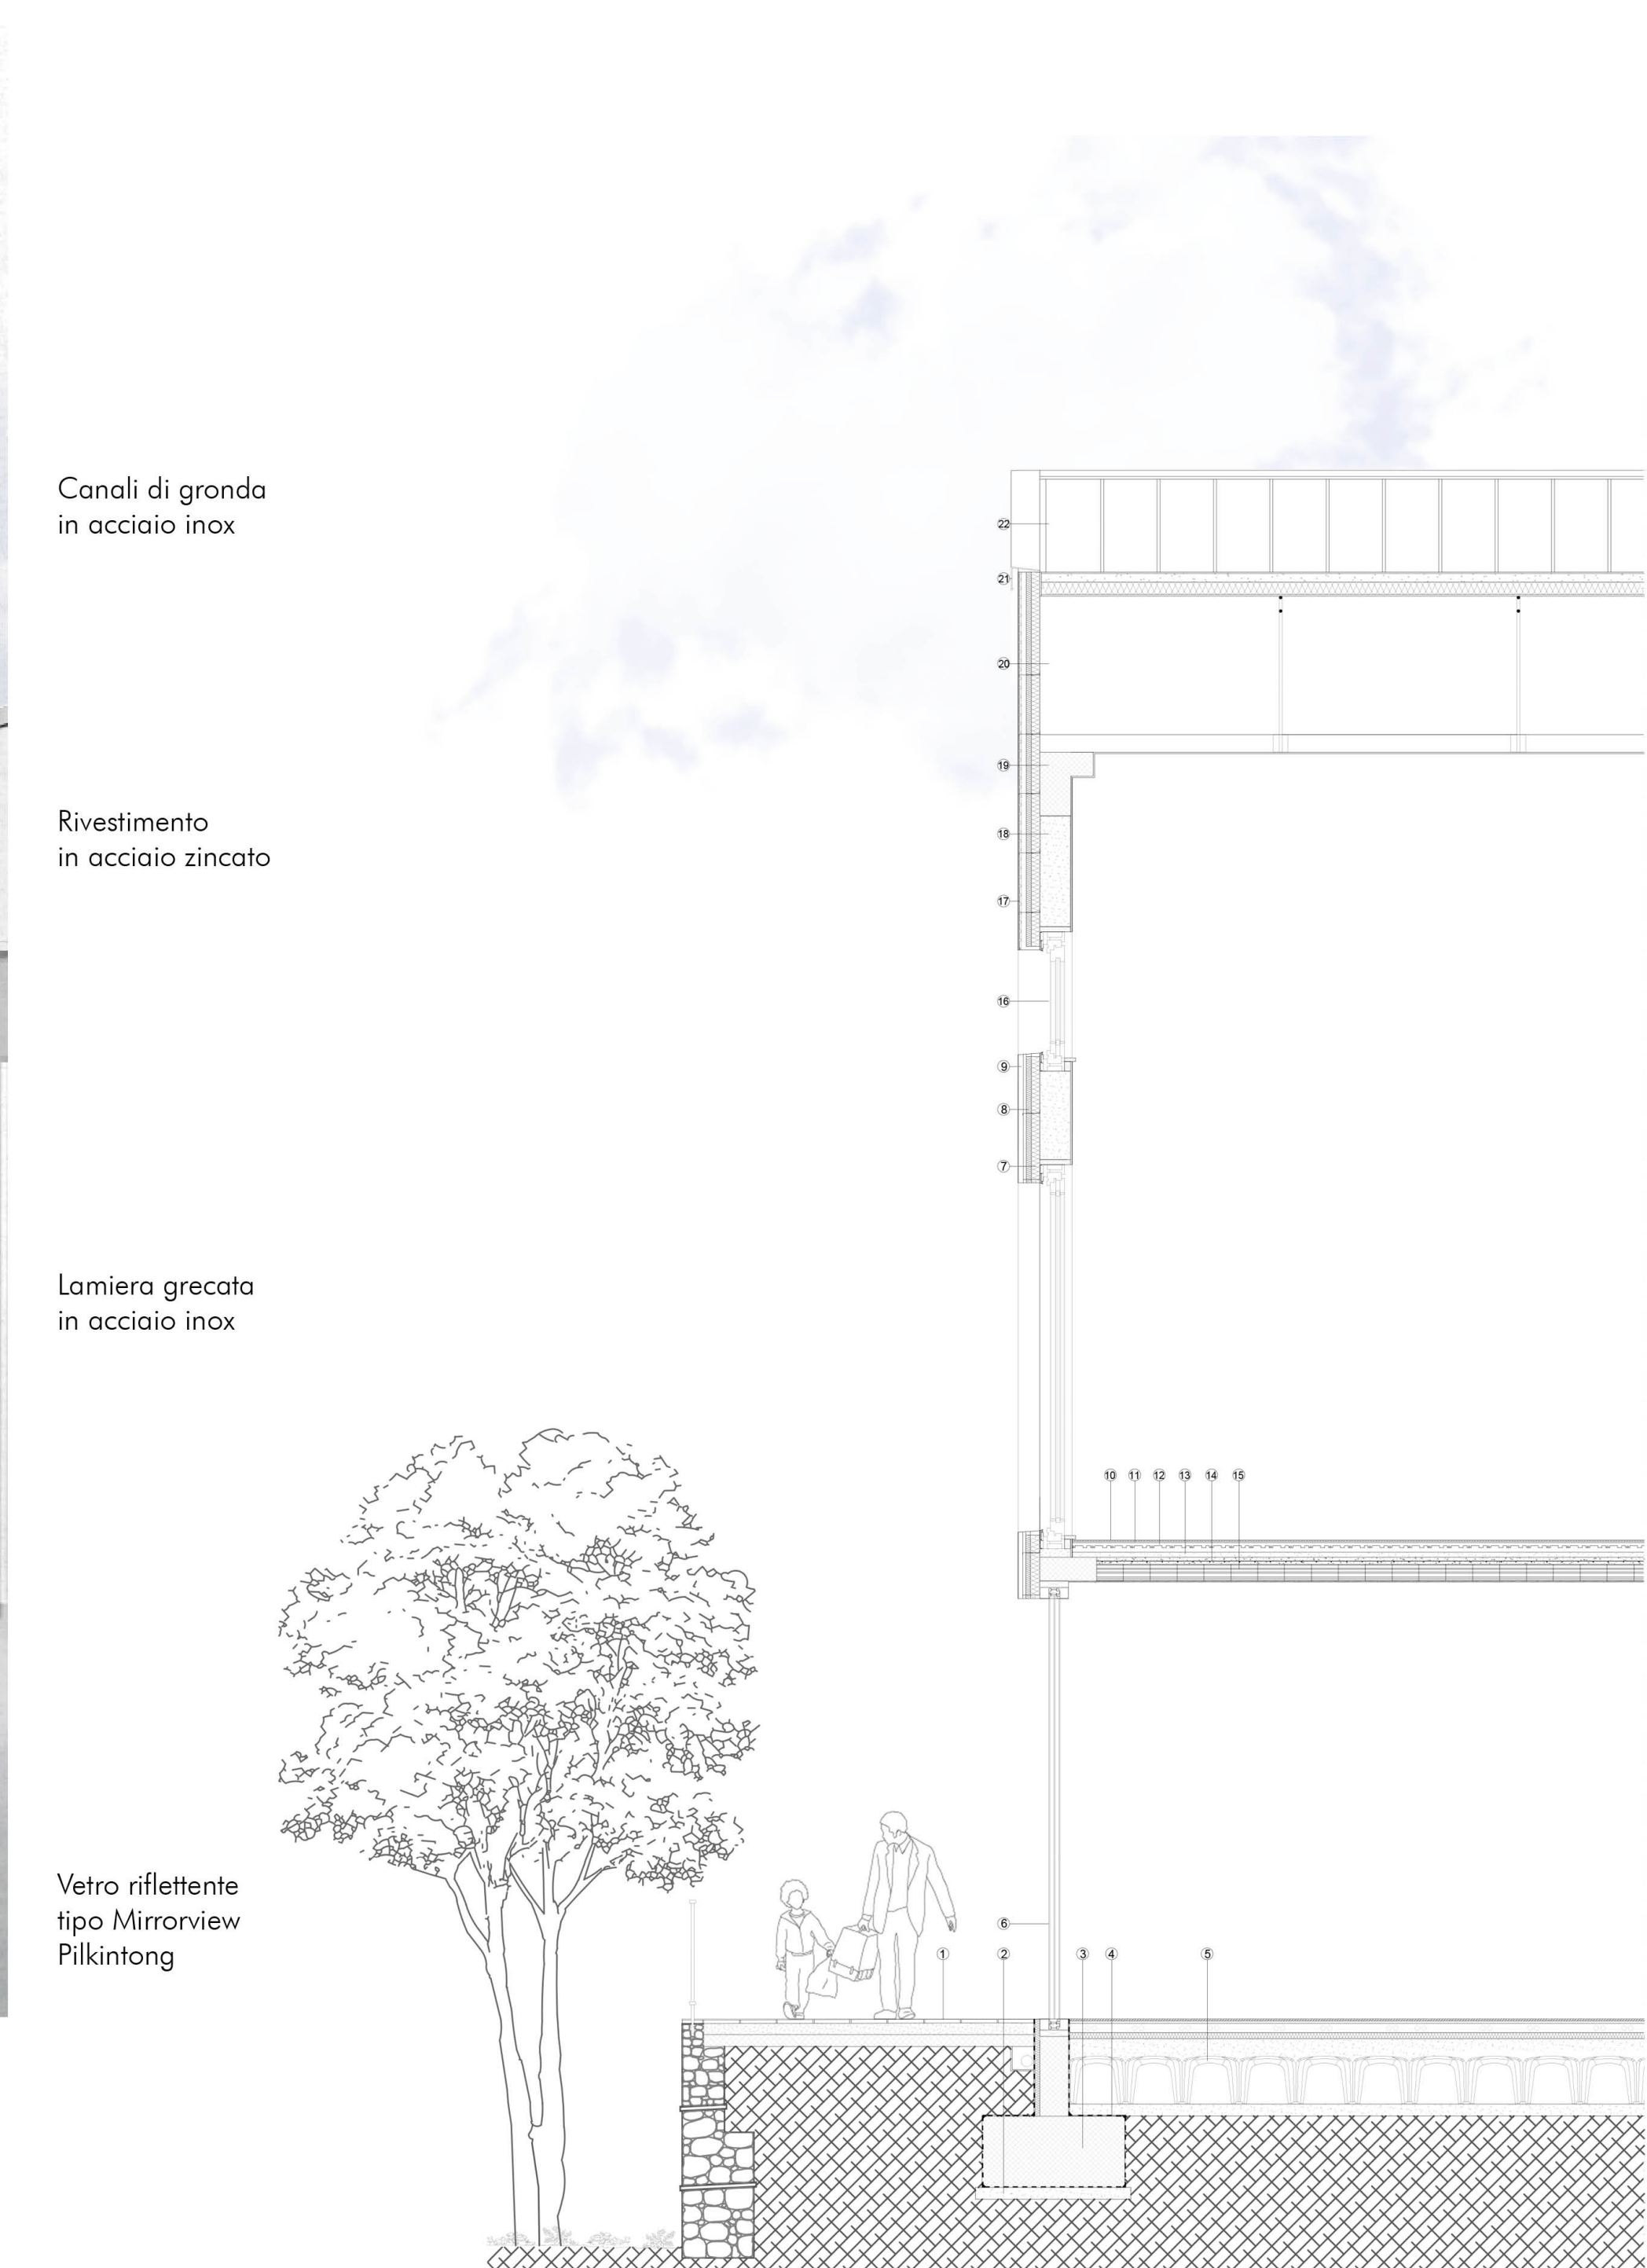 Canali di gronda
in acciaio inox
22
21
20
19
Rivestimento
in acciaio zincato
18
17
16
9
8
7
Lamiera grecata
in acciaio inox
10 11 12 13 14 15
Vetro riflettente
tipo Mirrorview
Pilkintong
6
1 2 3 4 5